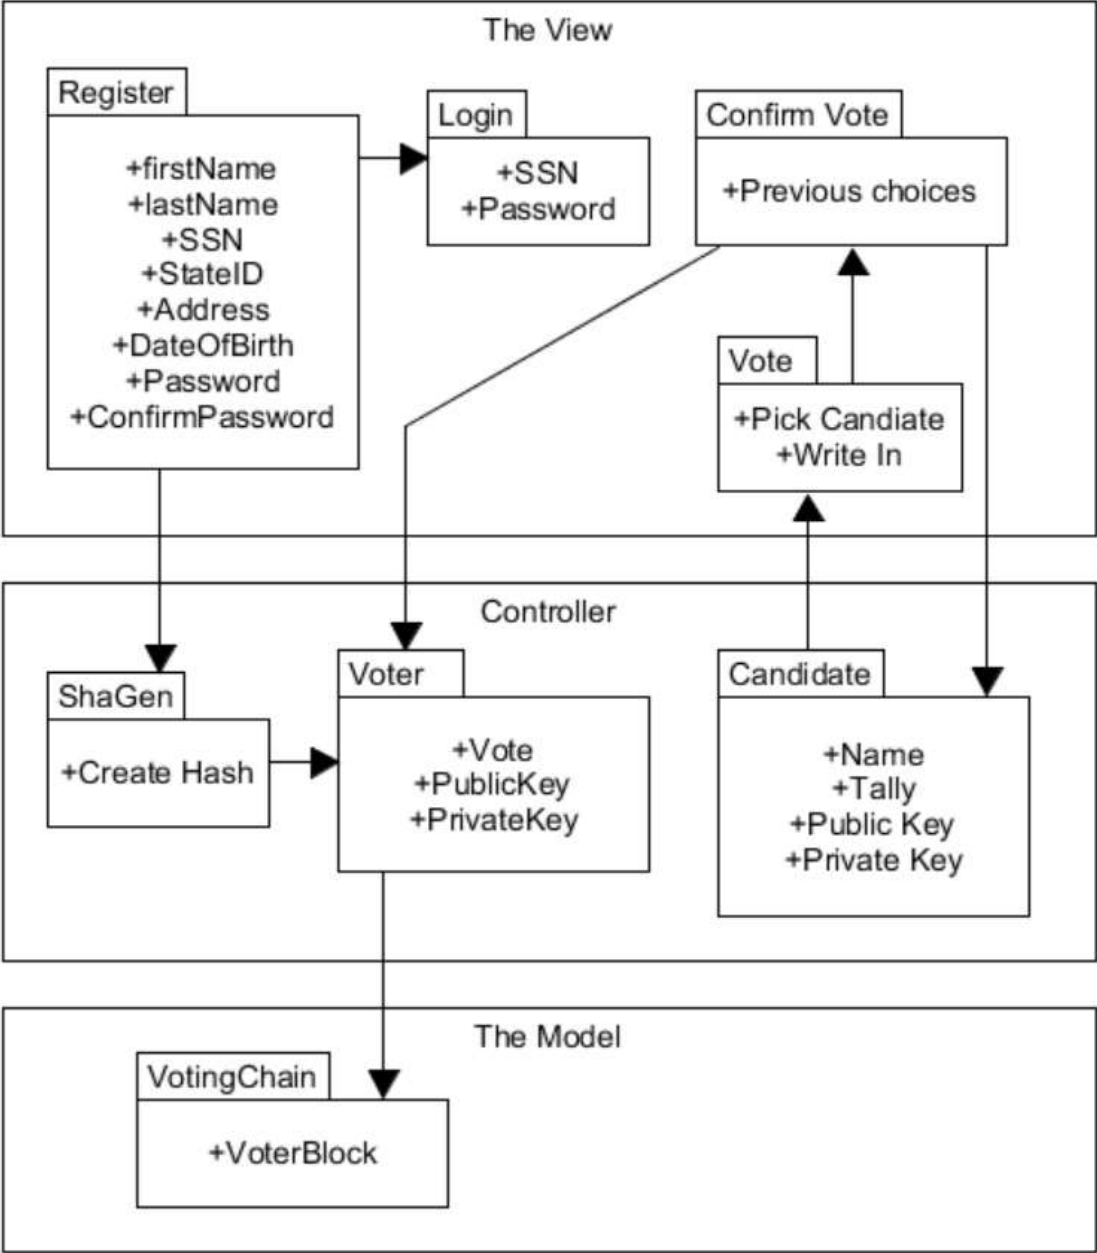 The View
Register
+firstName
+lastName
+SSN
+StateID
+Address
+DateOfBirth
+Password
+ConfirmPassword
Login
+SSN
+Password
Confirm Vote
+Previous choices
Vote
+Pick Candiate
+Write In
Controller
ShaGen
+Create Hash
Voter
+Vote
+PublicKey
+PrivateKey
Candidate
+Name
+Tally
+Public Key
+Private Key
The Model
VotingChain
+VoterBlock